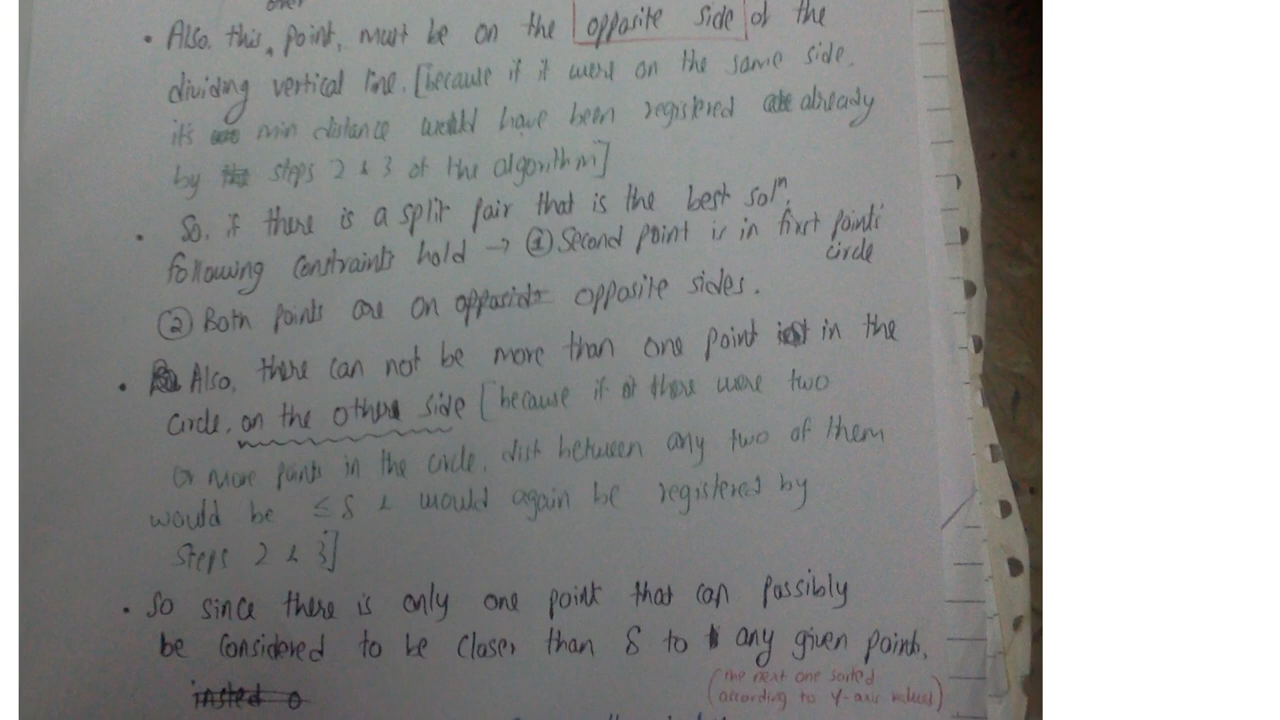 other
• Also, this point, must be on the opposite side of the
dividing vertical line. [because if it were on the same side,
it's min distance would have been registered already
by steps 2 & 3 of the algorithm]
• So, if there is a split pair that is the best solⁿ,
following constraints hold → ① Second point is in first points'
circle
② Both points are on opposide opposite sides.
• Also, there can not be more than one point in the
circle, on the other side [because if there were two
or more points in the circle, dist between any two of them
would be ≤ δ & would again be registered by
steps 2 & 3]
• So since there is only one point that can possibly
be considered to be closer than δ to any given point,
(the next one sorted
according to Y-axis values)
insted o